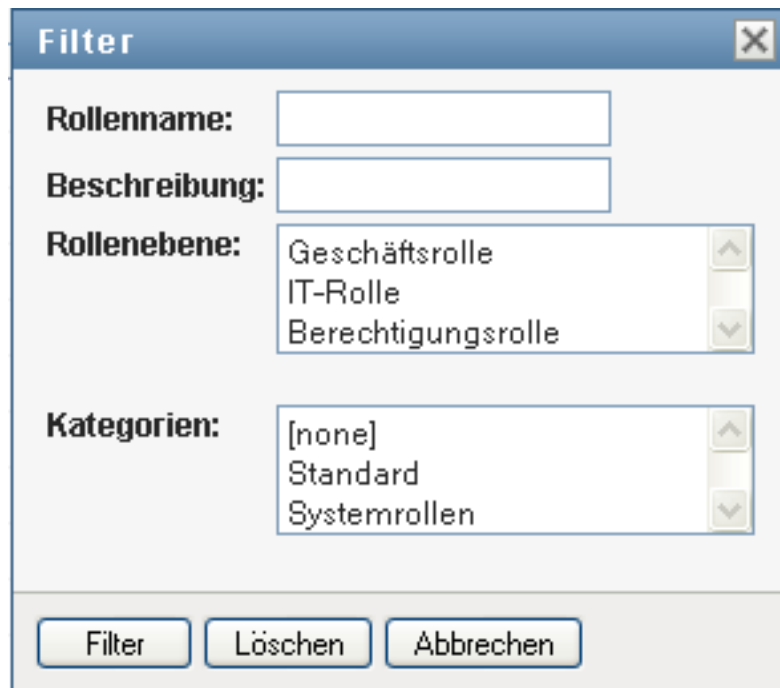 Filter
Rollenname:
Beschreibung:
Rollenebene:
Geschäftsrolle
IT-Rolle
Berechtigungsrolle
Kategorien:
[none]
Standard
Systemrollen
Filter Löschen Abbrechen